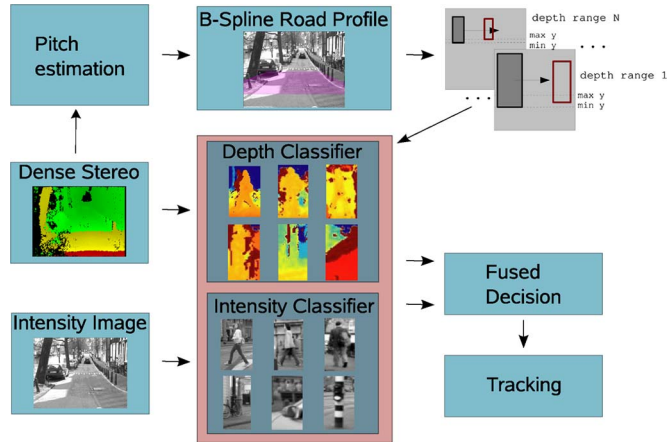 Pitch
estimation
B-Spline Road Profile
depth range N
max y
min y
. . .
depth range 1
max y
min y
. . .
Dense Stereo
Depth Classifier
Intensity Image
Intensity Classifier
Fused
Decision
Tracking